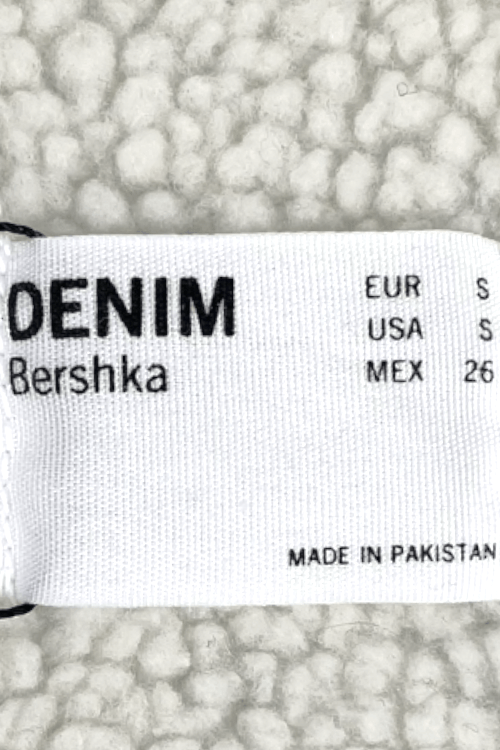 DENIM
Bershka
EUR S
USA S
MEX 26
MADE IN PAKISTAN